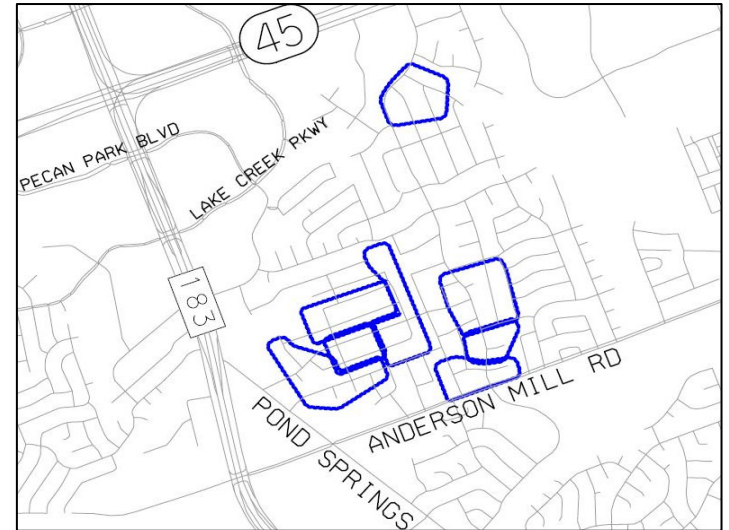 45
PECAN PARK BLVD
LAKE CREEK PKWY
183
POND SPRINGS
ANDERSON MILL RD